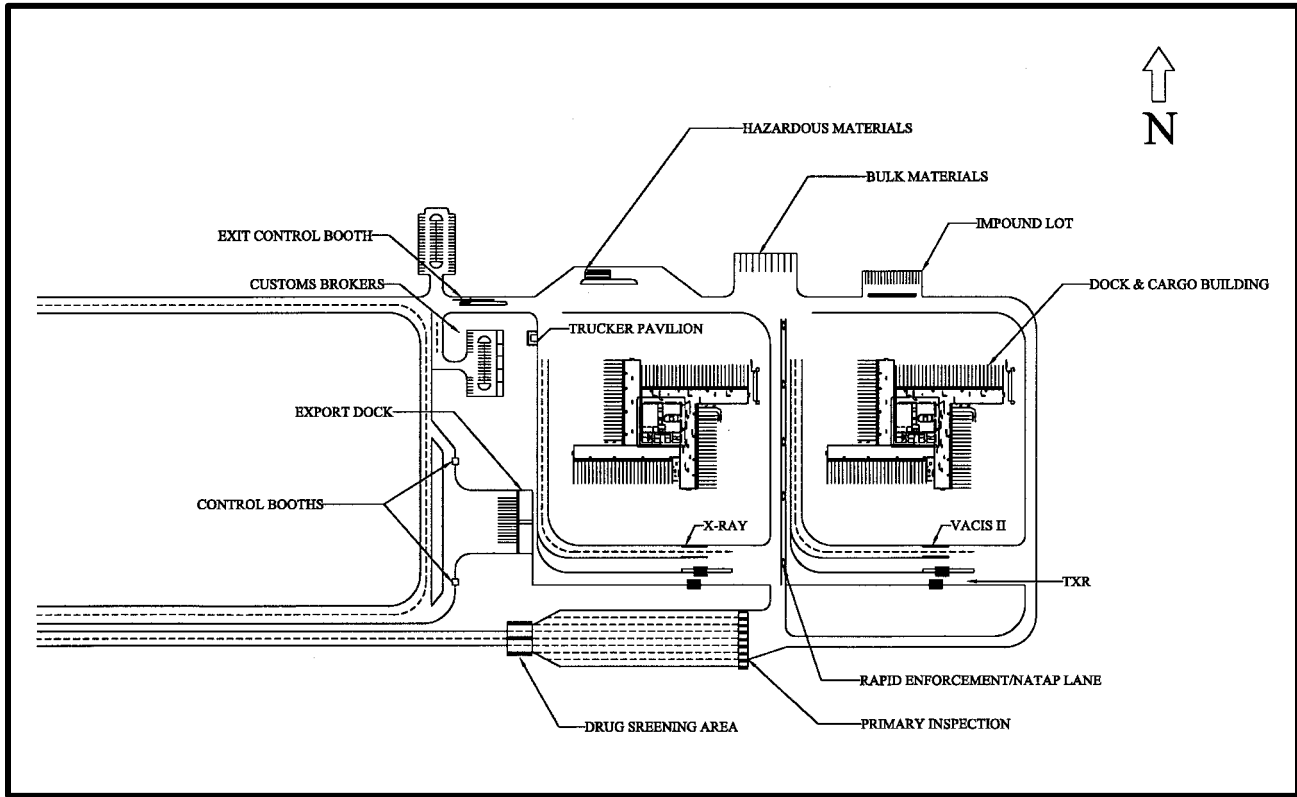 N
HAZARDOUS MATERIALS
BULK MATERIALS
IMPOUND LOT
EXIT CONTROL BOOTH
CUSTOMS BROKERS
DOCK & CARGO BUILDING
TRUCKER PAVILION
EXPORT DOCK
CONTROL BOOTHS
X-RAY
VACIS II
TXR
RAPID ENFORCEMENT/NATAP LANE
DRUG SREENING AREA
PRIMARY INSPECTION